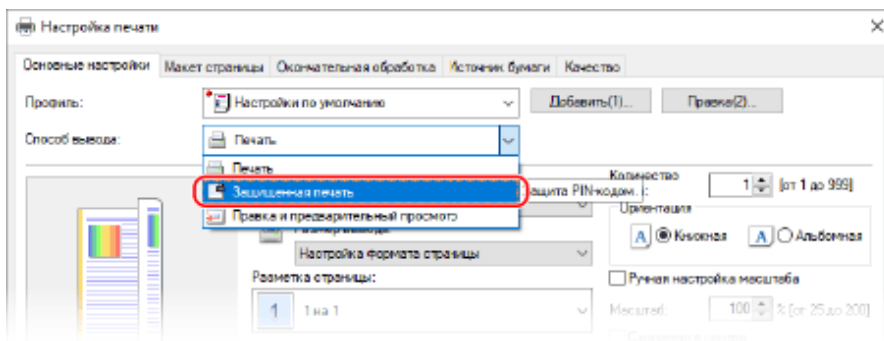 Настройка печати
Основные настройки Макет страницы Окончательная обработка Источник бумаги Качество
Профиль: Настройки по умолчанию Добавить(1)... Правка(2)...
Способ вывода: Печать
Печать
Количество
Защищенная печать ащита PIN-кодом. ): 1 [от 1 до 999]
Правка и предварительный просмотр
Ориентация
Размер вывода:
A Книжная A Альбомная
Настройка формата страницы
Разметка страницы: Ручная настройка масштаба
1 1 на 1 Масштаб: 100 % [от 25 до 200]